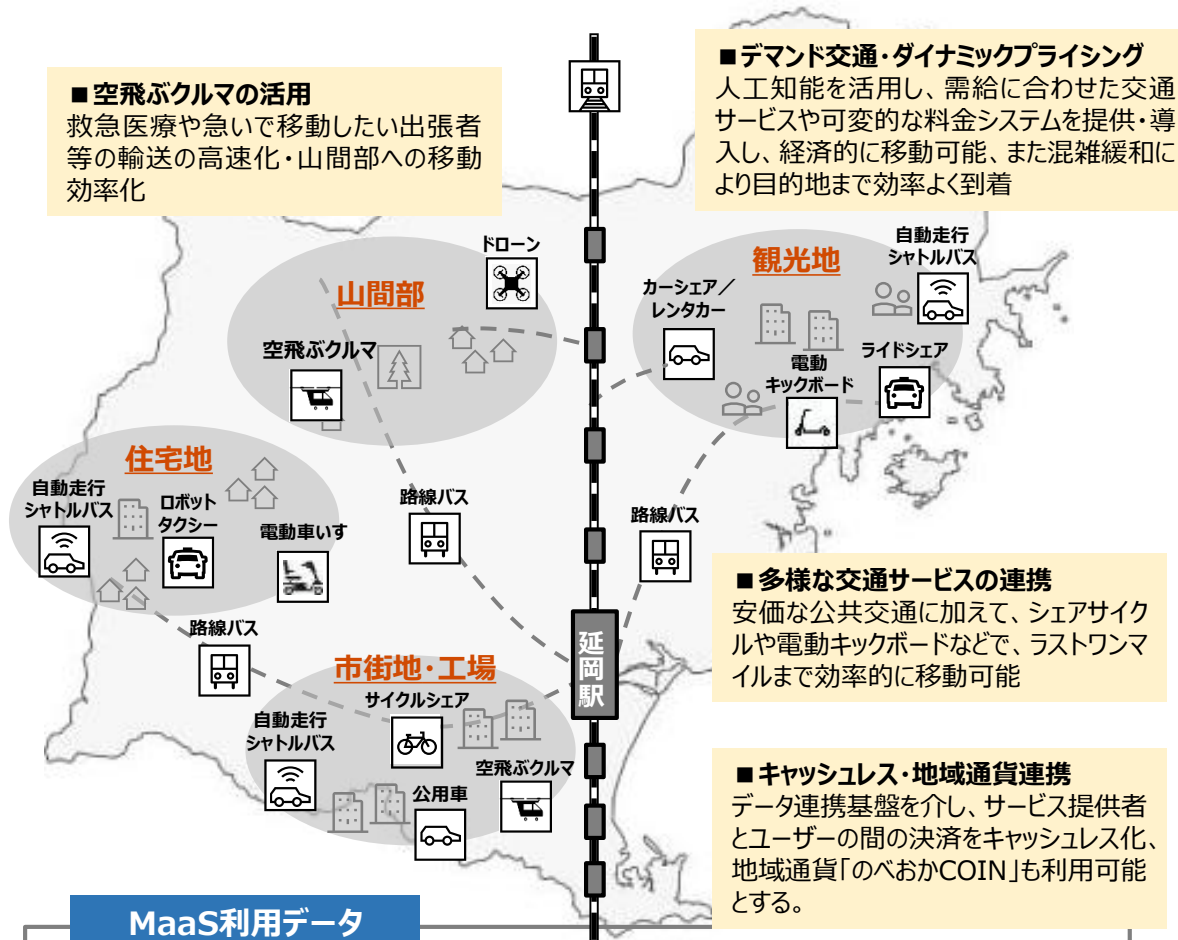 ■空飛ぶクルマの活用
救急医療や急いで移動したい出張者
等の輸送の高速化・山間部への移動
効率化
■デマンド交通・ダイナミックプライシング
人工知能を活用し、需給に合わせた交通
サービスや可変的な料金システムを提供・導
入し、経済的に移動可能、また混雑緩和に
より目的地まで効率よく到着
山間部
ドローン
空飛ぶクルマ
観光地
自動走行
シャトルバス
カーシェア／
レンタカー
電動
キックボード
ライドシェア
住宅地
自動走行
シャトルバス
ロボット
タクシー
電動車いす
路線バス
路線バス
路線バス
延岡駅
市街地・工場
サイクルシェア
自動走行
シャトルバス
公用車
空飛ぶクルマ
■多様な交通サービスの連携
安価な公共交通に加えて、シェアサイク
ルや電動キックボードなどで、ラストワンマ
イルまで効率的に移動可能
■キャッシュレス・地域通貨連携
データ連携基盤を介し、サービス提供者
とユーザーの間の決済をキャッシュレス化、
地域通貨「のべおかCOIN」も利用可能
とする。
MaaS利用データ